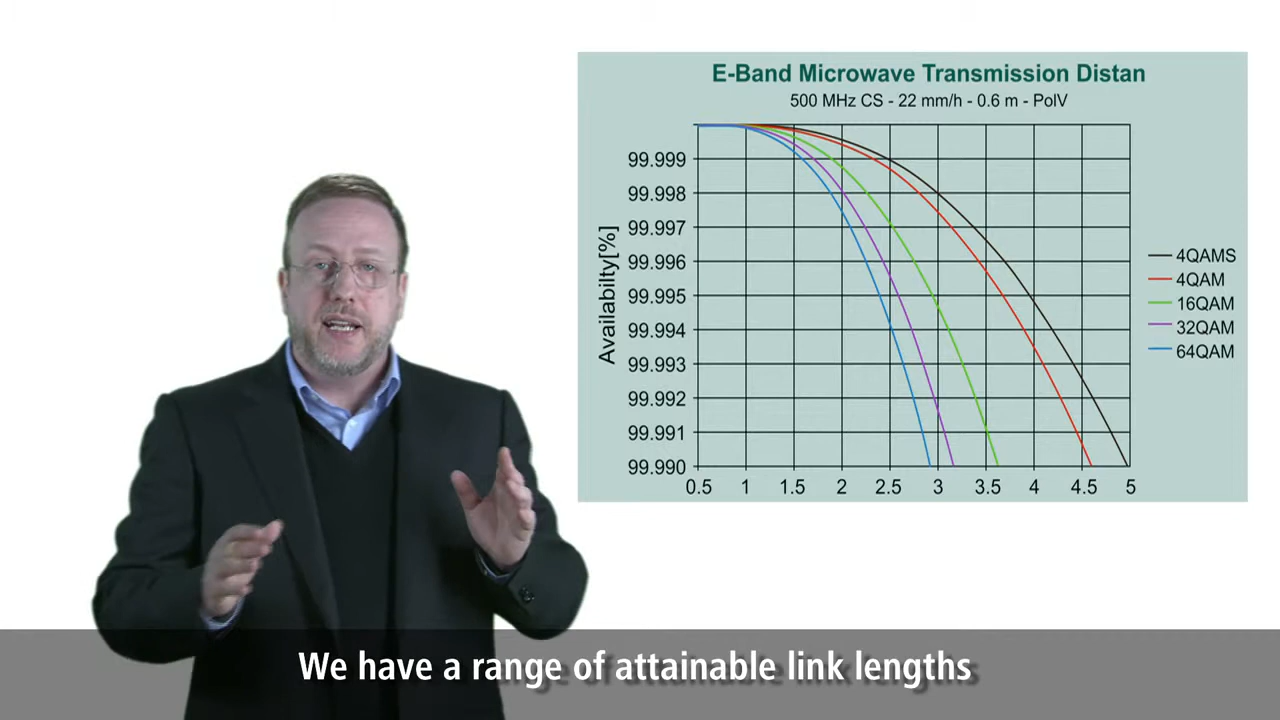 E-Band Microwave Transmission Distan
500 MHz CS - 22 mm/h - 0.6 m - PolV
Availabilty[%]
99.999
99.998
99.997
99.996
99.995
99.994
99.993
99.992
99.991
99.990
0.5 1 1.5 2 2.5 3 3.5 4 4.5 5
4QAMS
4QAM
16QAM
32QAM
64QAM
We have a range of attainable link lengths